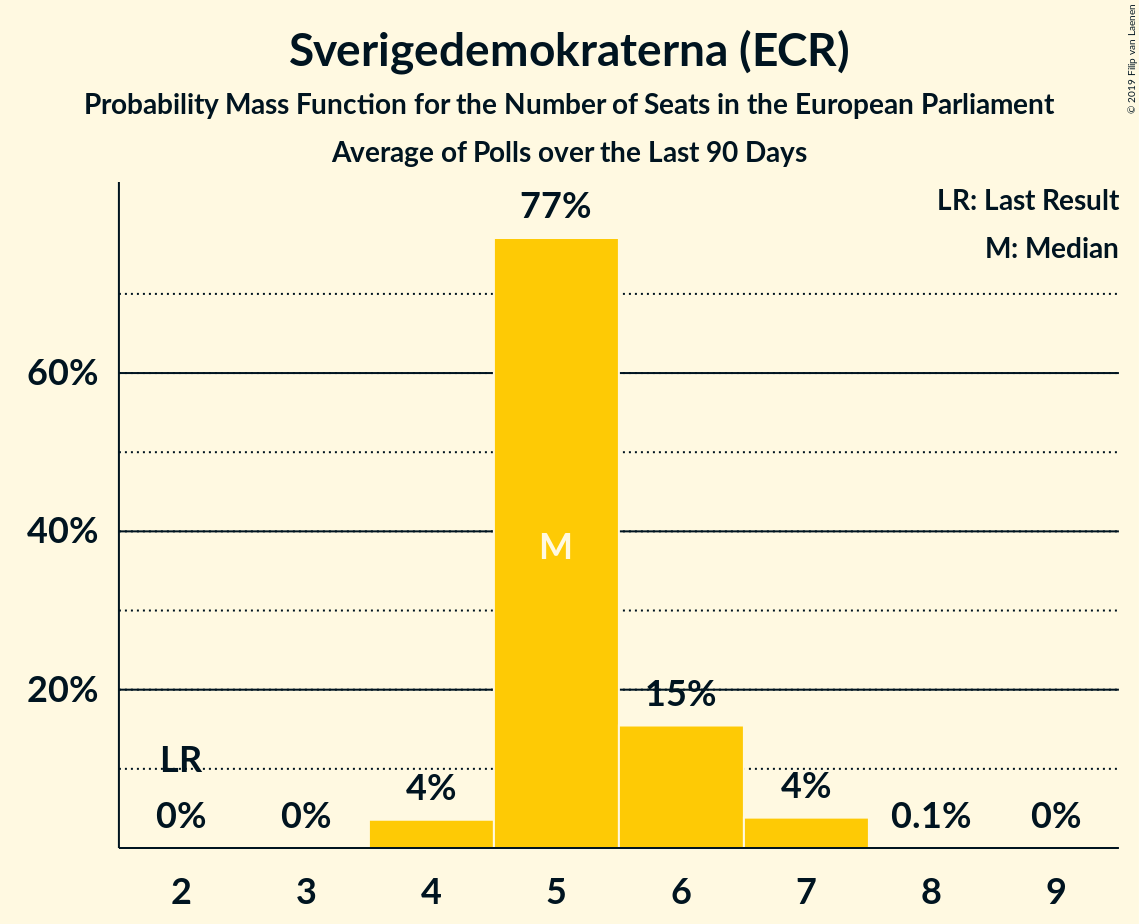 Sverigedemokraterna (ECR)
Probability Mass Function for the Number of Seats in the European Parliament
Average of Polls over the Last 90 Days
© 2019 Filip van Laenen
LR: Last Result
M: Median
77%
60%
40%
M
20%
15%
LR
4%
4%
0%
0%
0.1%
0%
2 3 4 5 6 7 8 9